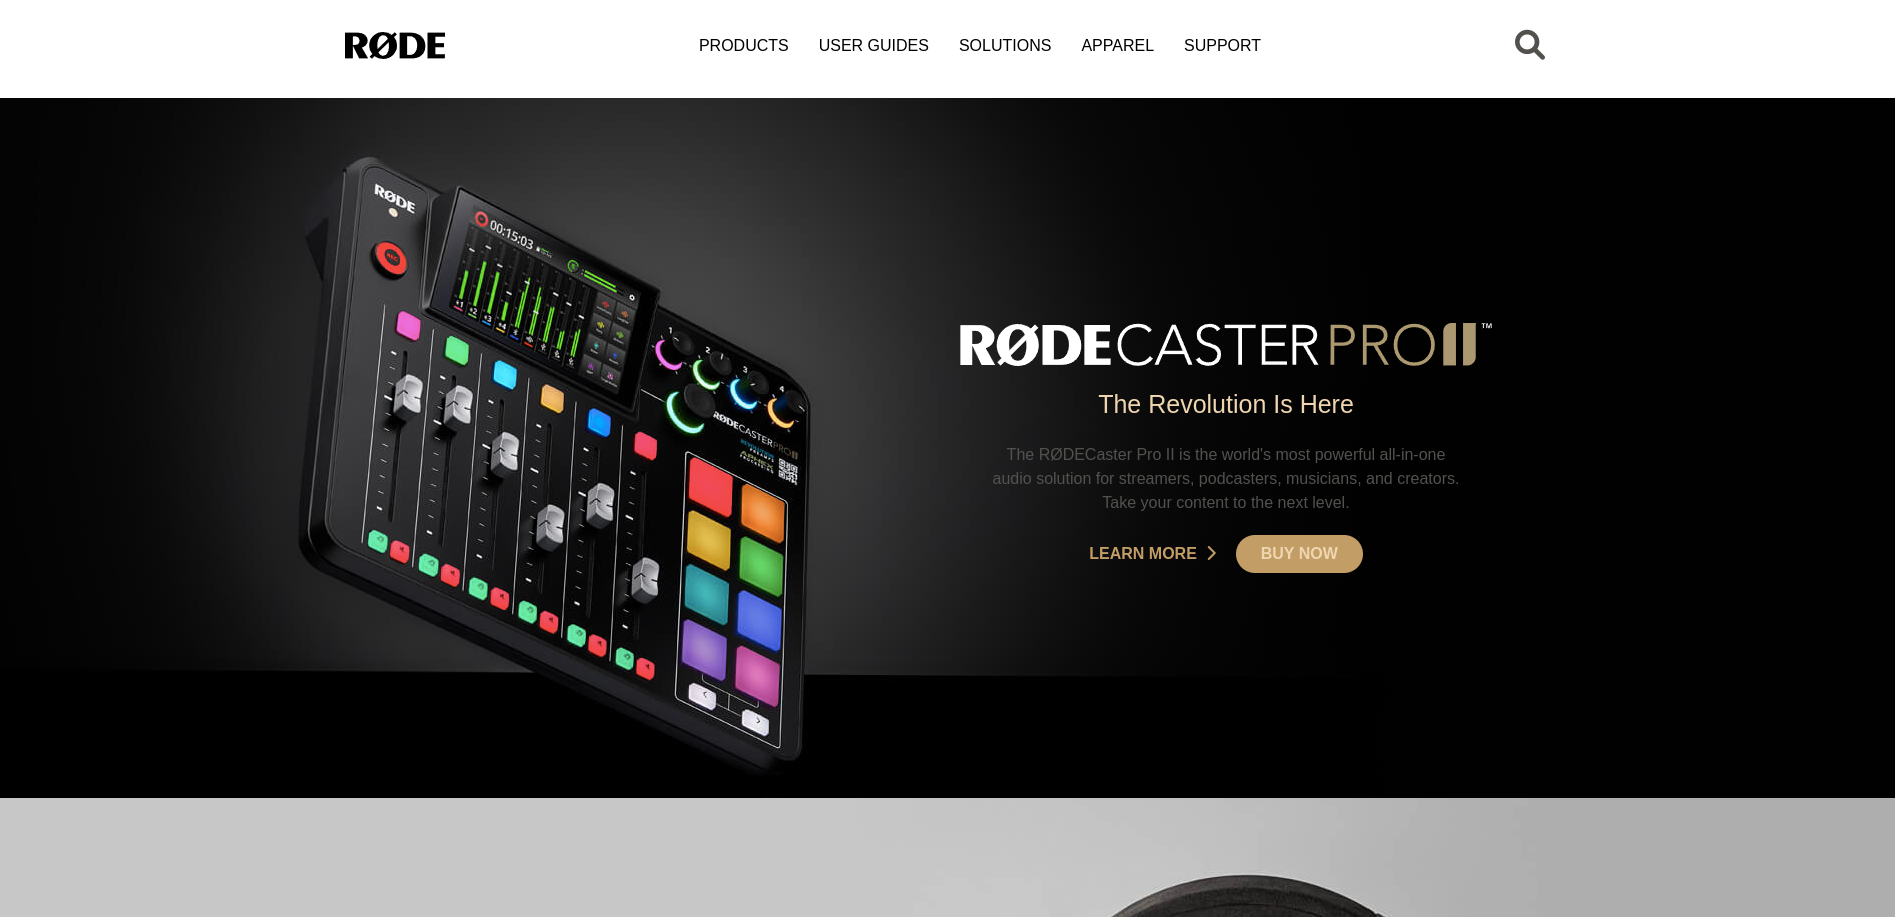 RØDE
PRODUCTS
USER GUIDES
SOLUTIONS
APPAREL
SUPPORT
RØDE
00:15:03
1
2
3
4
RØDECASTER PRO II
RØDECASTER PRO II™
The Revolution Is Here
The RØDECaster Pro II is the world's most powerful all-in-one
audio solution for streamers, podcasters, musicians, and creators.
Take your content to the next level.
LEARN MORE
BUY NOW